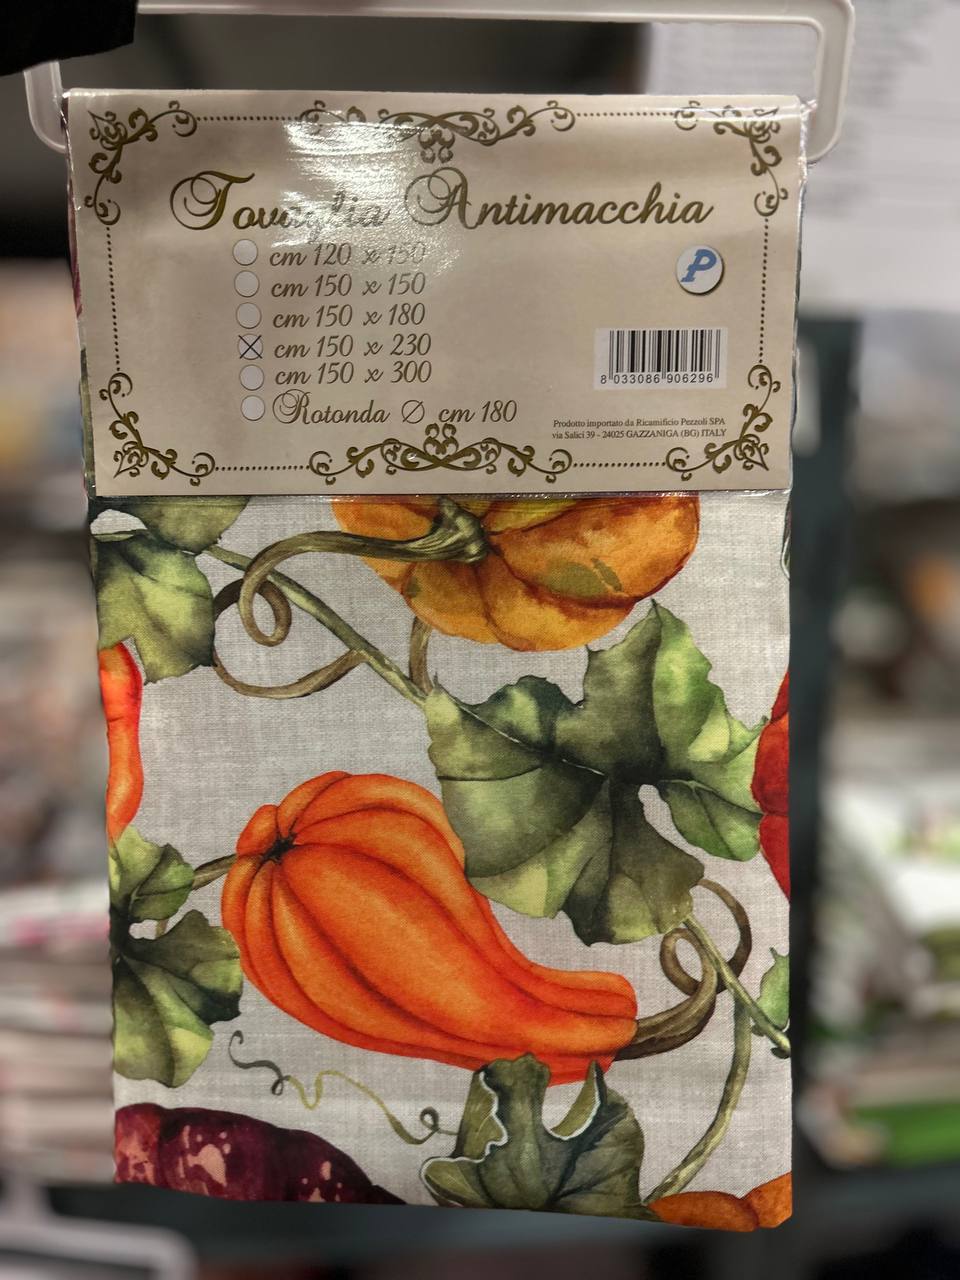 Tovaglia Antimacchia
cm 120 x 150
cm 150 x 150
cm 150 x 180
cm 150 x 230
cm 150 x 300
Rotonda ∅ cm 180
P
8 033086 906296
Prodotto importato da Ricamificio Pezzoli SPA
via Salici 39 - 24025 GAZZANIGA (BG) ITALY